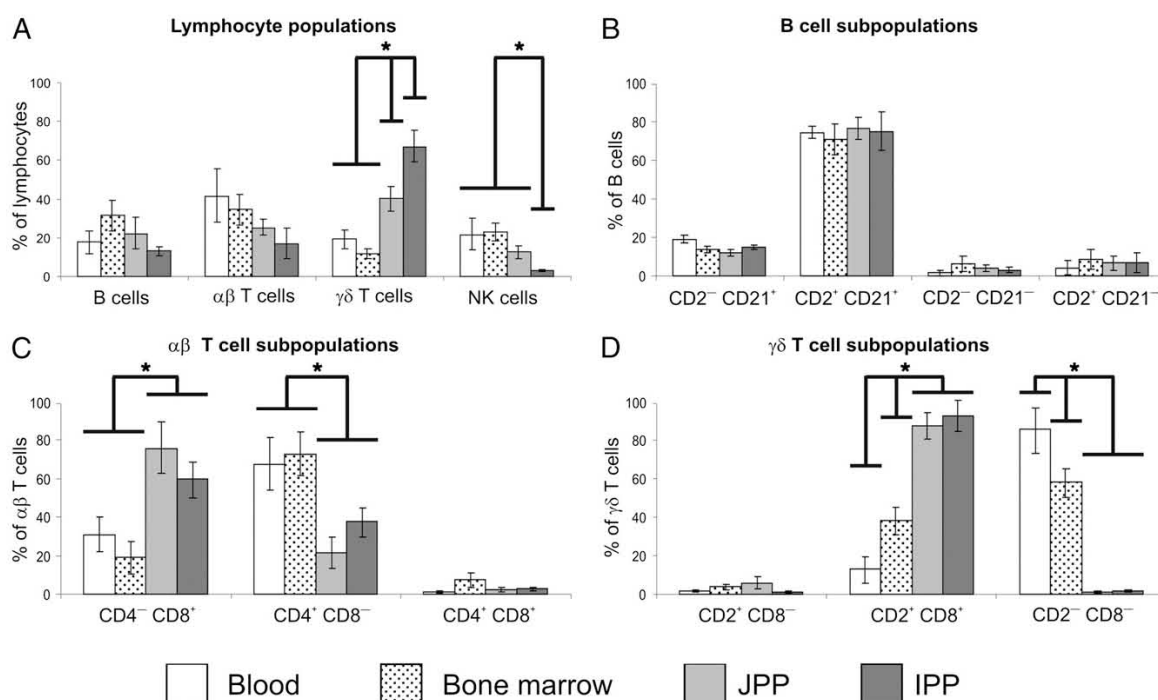 A
Lymphocyte populations
*
*
% of lymphocytes
100
80
60
40
20
0
B cells
αβ T cells
γδ T cells
NK cells
B
B cell subpopulations
% of B cells
100
80
60
40
20
0
CD2⁻ CD21⁺
CD2⁺ CD21⁺
CD2⁻ CD21⁻
CD2⁺ CD21⁻
C
αβ T cell subpopulations
*
*
% of αβ T cells
100
80
60
40
20
0
CD4⁻ CD8⁺
CD4⁺ CD8⁻
CD4⁺ CD8⁺
D
γδ T cell subpopulations
*
*
% of γδ T cells
100
80
60
40
20
0
CD2⁺ CD8⁻
CD2⁺ CD8⁺
CD2⁻ CD8⁻
Blood
Bone marrow
JPP
IPP